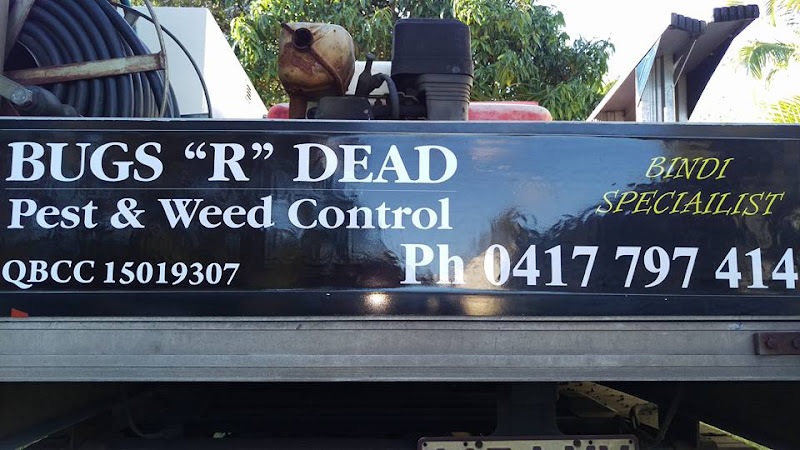 BUGS "R" DEAD
Pest & Weed Control
QBCC 15019307
Ph 0417 797 414
BINDI
SPECIAILIST